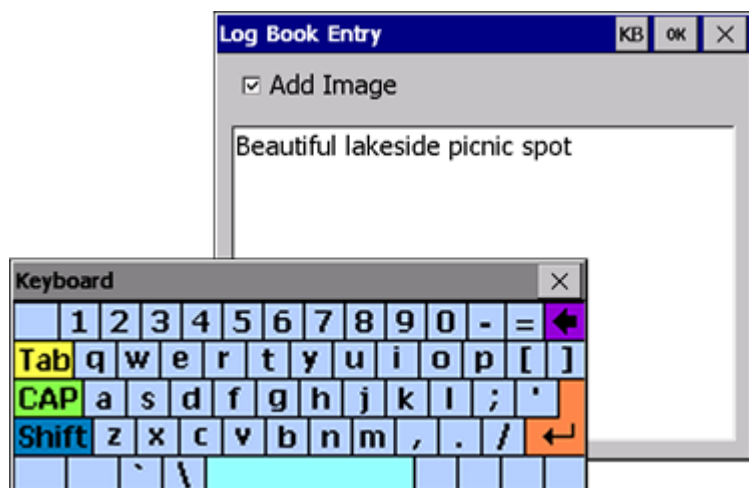 Log Book Entry KB OK ×
Add Image
Beautiful lakeside picnic spot
Keyboard ×
1 2 3 4 5 6 7 8 9 0 - =
Tab q w e r t y u i o p [ ]
CAP a s d f g h j k l ; '
Shift z x c v b n m , . /
` \